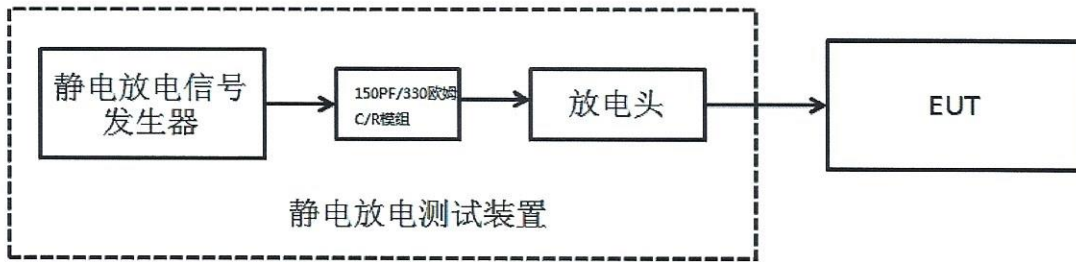 静电放电信号
发生器
150PF/330欧姆
C/R模组
放电头
EUT
静电放电测试装置